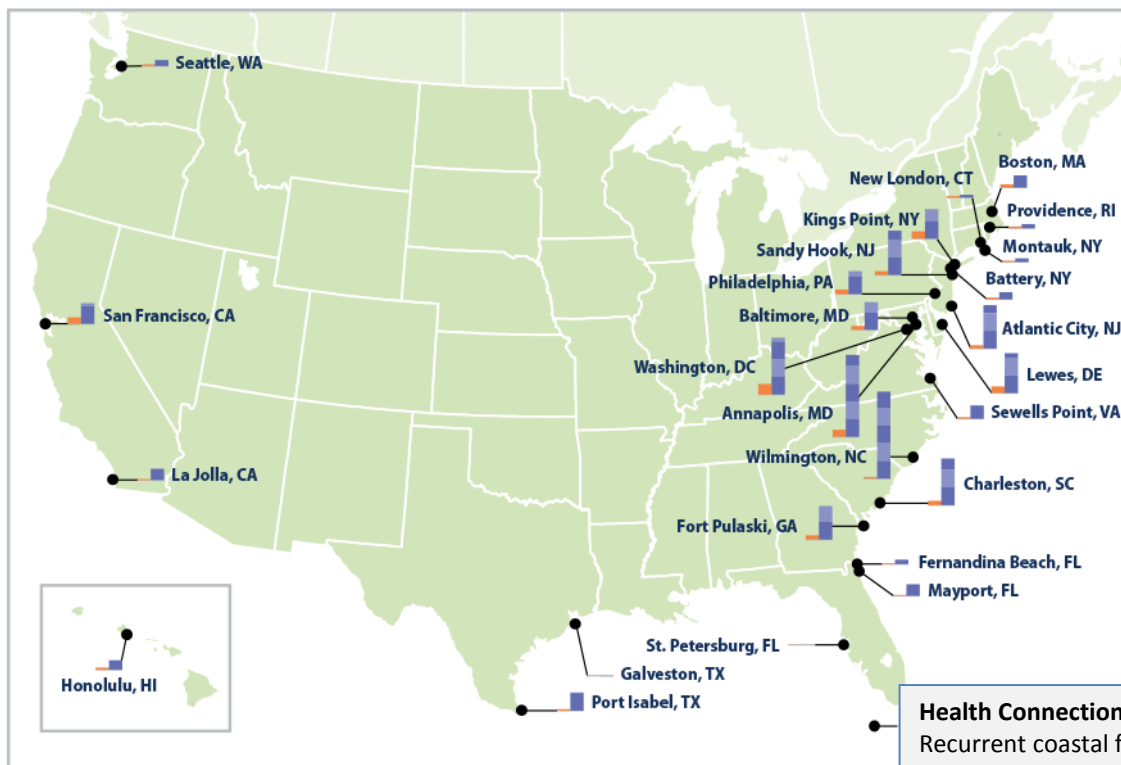 Seattle, WA
Boston, MA
New London, CT
Providence, RI
Kings Point, NY
Montauk, NY
Sandy Hook, NJ
Philadelphia, PA
Battery, NY
San Francisco, CA
Baltimore, MD
Atlantic City, NJ
Washington, DC
Lewes, DE
Annapolis, MD
Sewells Point, VA
Wilmington, NC
La Jolla, CA
Charleston, SC
Fort Pulaski, GA
Fernandina Beach, FL
Mayport, FL
St. Petersburg, FL
Galveston, TX
Honolulu, HI
Port Isabel, TX
Health Connection
Recurrent coastal f